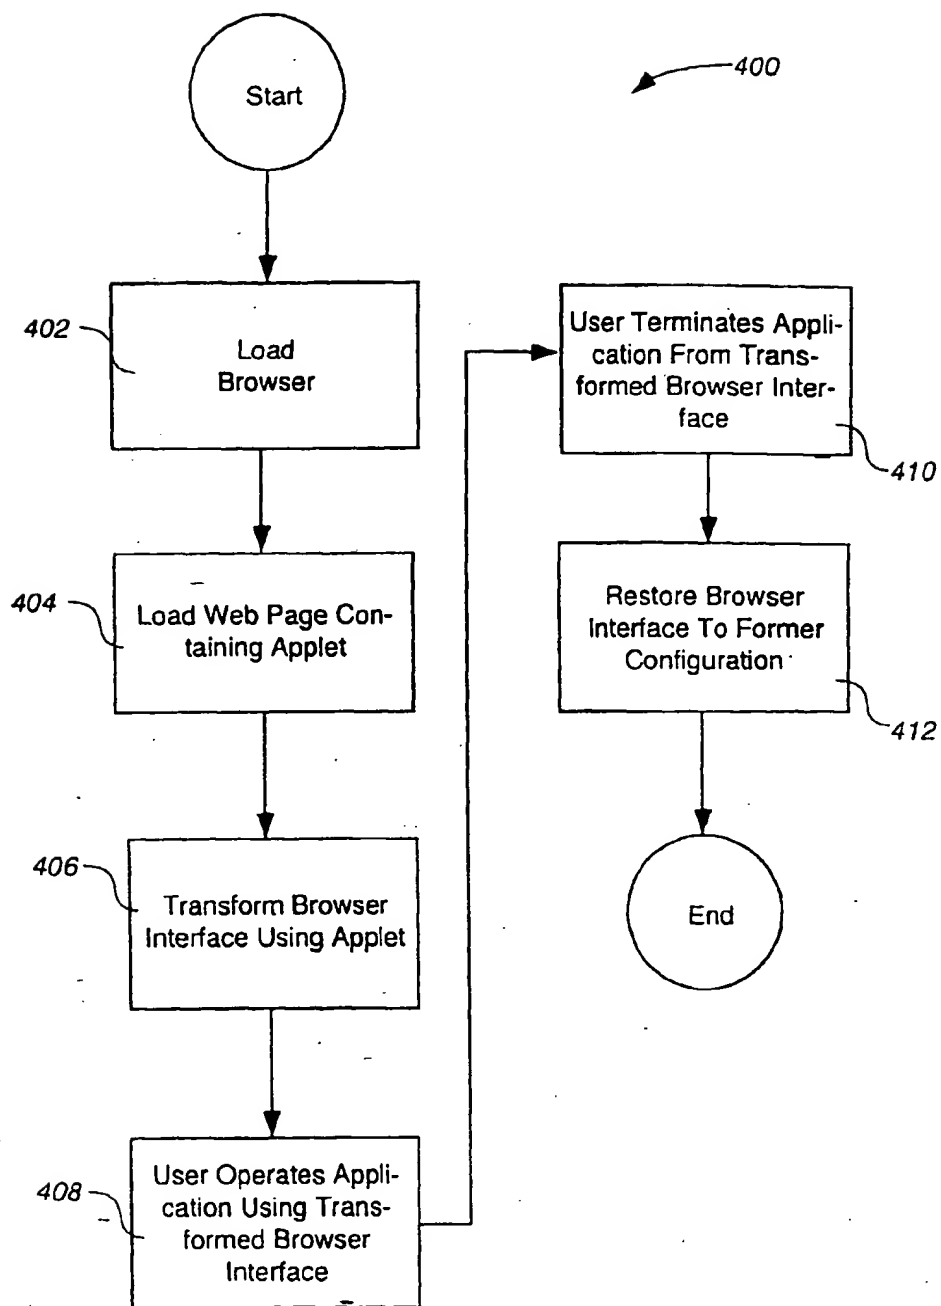 Start
400
402
Load
Browser
404
Load Web Page Con-
taining Applet
406
Transform Browser
Interface Using Applet
408
User Operates Appli-
cation Using Trans-
formed Browser
Interface
User Terminates Appli-
cation From Trans-
formed Browser Inter-
face
410
Restore Browser
Interface To Former
Configuration
412
End